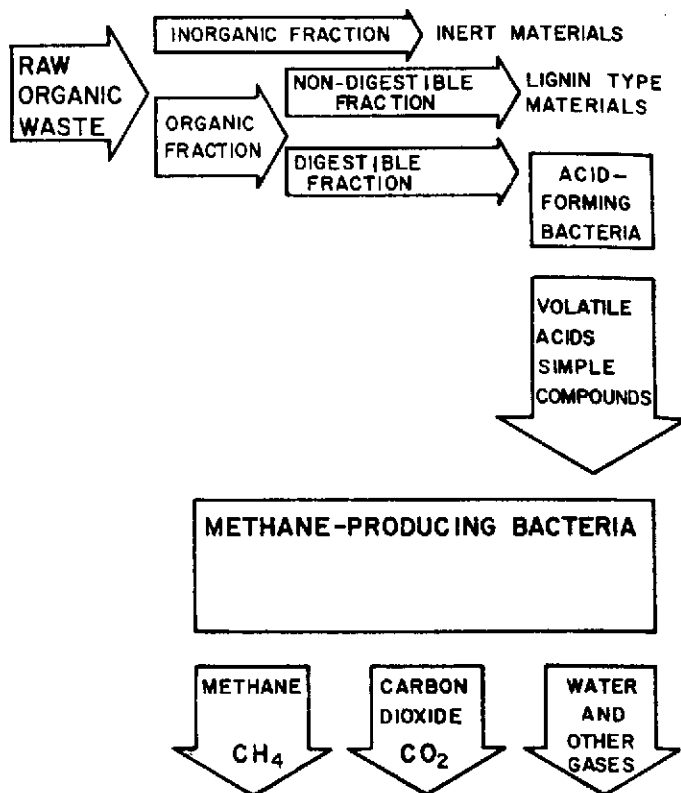 INORGANIC FRACTION
INERT MATERIALS
RAW
ORGANIC
WASTE
NON-DIGESTIBLE
FRACTION
LIGNIN TYPE
MATERIALS
ORGANIC
FRACTION
DIGESTIBLE
FRACTION
ACID-
FORMING
BACTERIA
VOLATILE
ACIDS
SIMPLE
COMPOUNDS
METHANE-PRODUCING BACTERIA
METHANE
CH₄
CARBON
DIOXIDE
CO₂
WATER
AND
OTHER
GASES